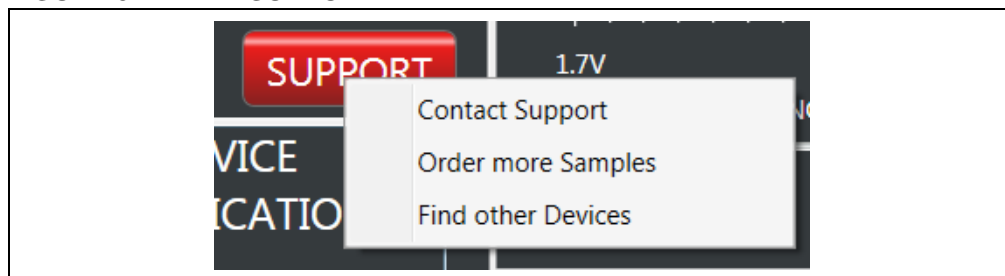 SUPPORT
1.7V
Contact Support
Order more Samples
Find other Devices
VICE
ICATIO